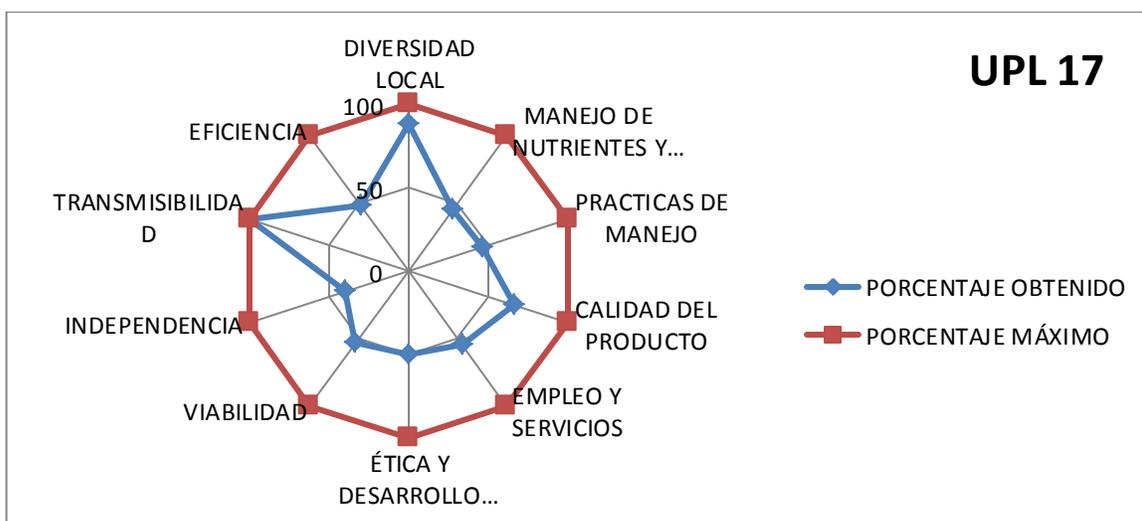 UPL 17
DIVERSIDAD
LOCAL
100
50
0
MANEJO DE
NUTRIENTES Y...
PRACTICAS DE
MANEJO
CALIDAD DEL
PRODUCTO
EMPLEO Y
SERVICIOS
ÉTICA Y
DESARROLLO...
VIABILIDAD
INDEPENDENCIA
TRANSMISIBILIDA
D
EFICIENCIA
PORCENTAJE OBTENIDO
PORCENTAJE MÁXIMO